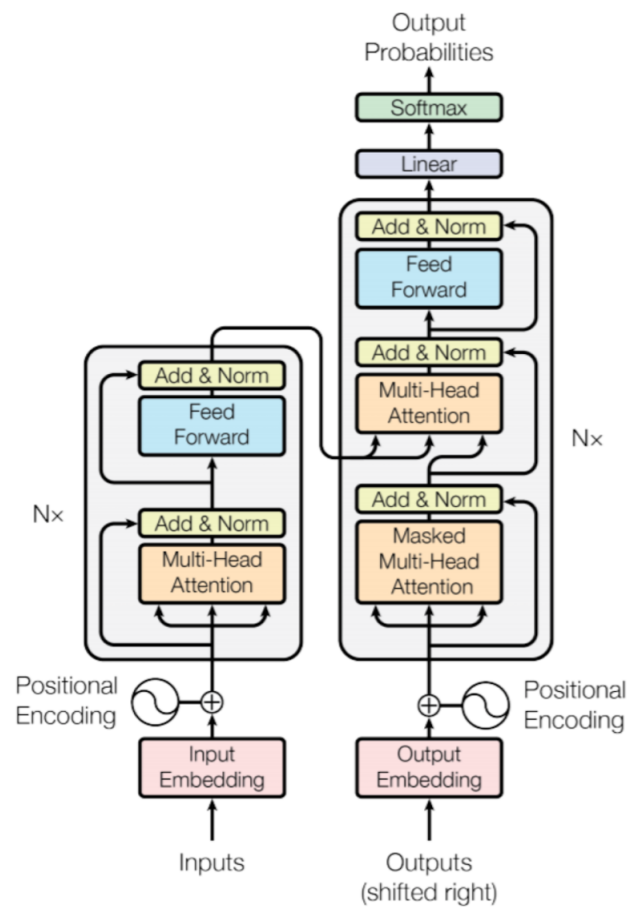 Output
Probabilities
Softmax
Linear
Add & Norm
Feed
Forward
Add & Norm
Multi-Head
Attention
Add & Norm
Masked
Multi-Head
Attention
Nx
Add & Norm
Feed
Forward
Add & Norm
Multi-Head
Attention
Nx
Positional
Encoding
Positional
Encoding
Input
Embedding
Output
Embedding
Inputs
Outputs
(shifted right)